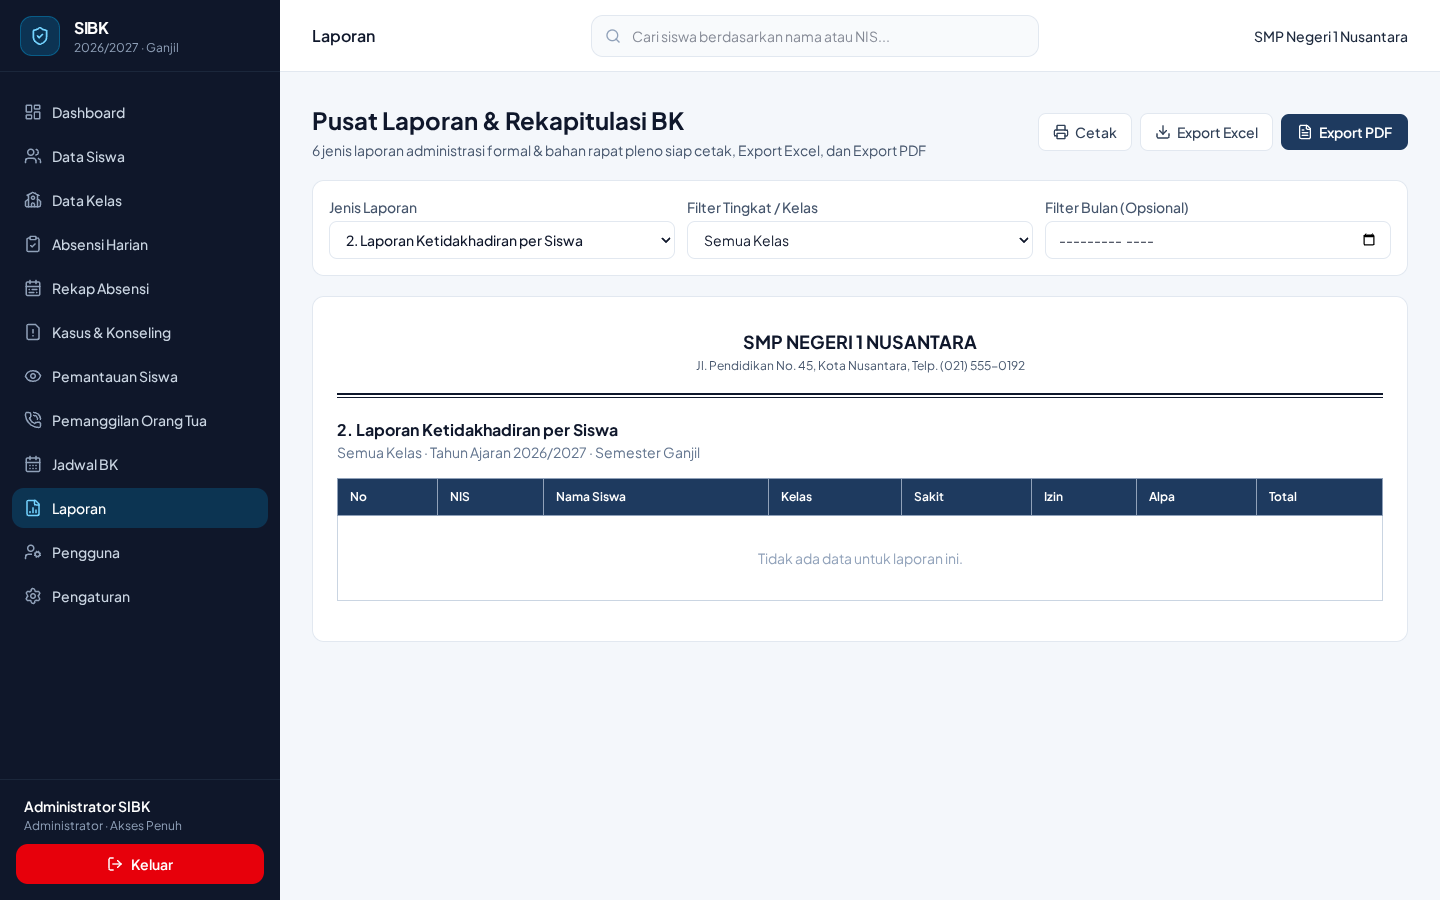 SIBK
2026/2027 · Ganjil
Dashboard
Data Siswa
Data Kelas
Absensi Harian
Rekap Absensi
Kasus & Konseling
Pemantauan Siswa
Pemanggilan Orang Tua
Jadwal BK
Laporan
Pengguna
Pengaturan
Administrator SIBK
Administrator · Akses Penuh
Keluar
Laporan
Cari siswa berdasarkan nama atau NIS...
SMP Negeri 1 Nusantara
Pusat Laporan & Rekapitulasi BK
6 jenis laporan administrasi formal & bahan rapat pleno siap cetak, Export Excel, dan Export PDF
Cetak
Export Excel
Export PDF
Jenis Laporan
2. Laporan Ketidakhadiran per Siswa
Filter Tingkat / Kelas
Semua Kelas
Filter Bulan (Opsional)
--------- ----
SMP NEGERI 1 NUSANTARA
Jl. Pendidikan No. 45, Kota Nusantara, Telp. (021) 555-0192
2. Laporan Ketidakhadiran per Siswa
Semua Kelas · Tahun Ajaran 2026/2027 · Semester Ganjil
No NIS Nama Siswa Kelas Sakit Izin Alpa Total
Tidak ada data untuk laporan ini.